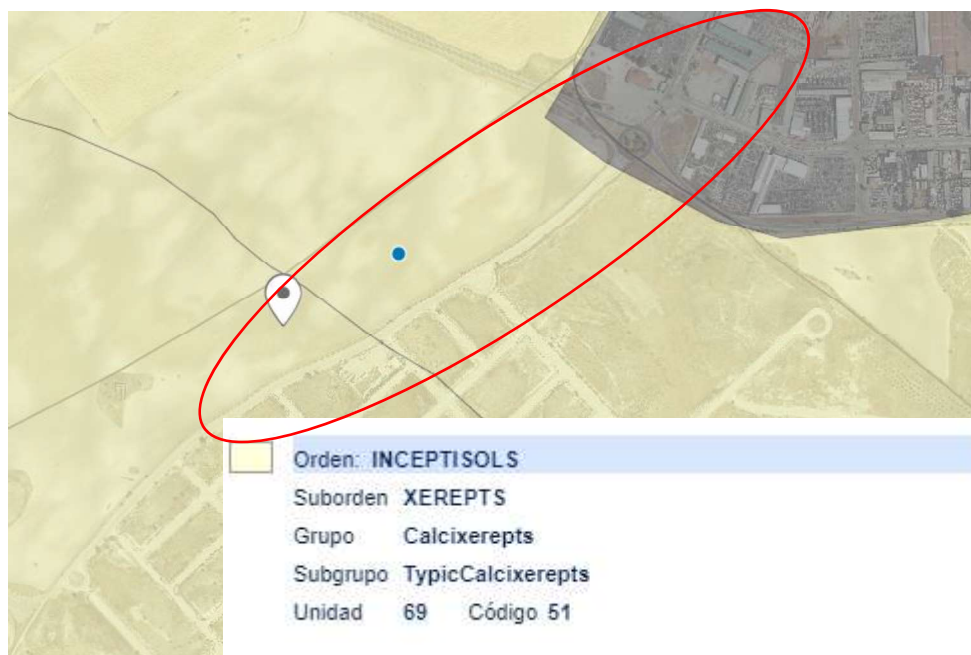 Orden: INCEPTISOLS
Suborden XEREPTS
Grupo Calcixerepts
Subgrupo TypicCalcixerepts
Unidad 69 Código 51